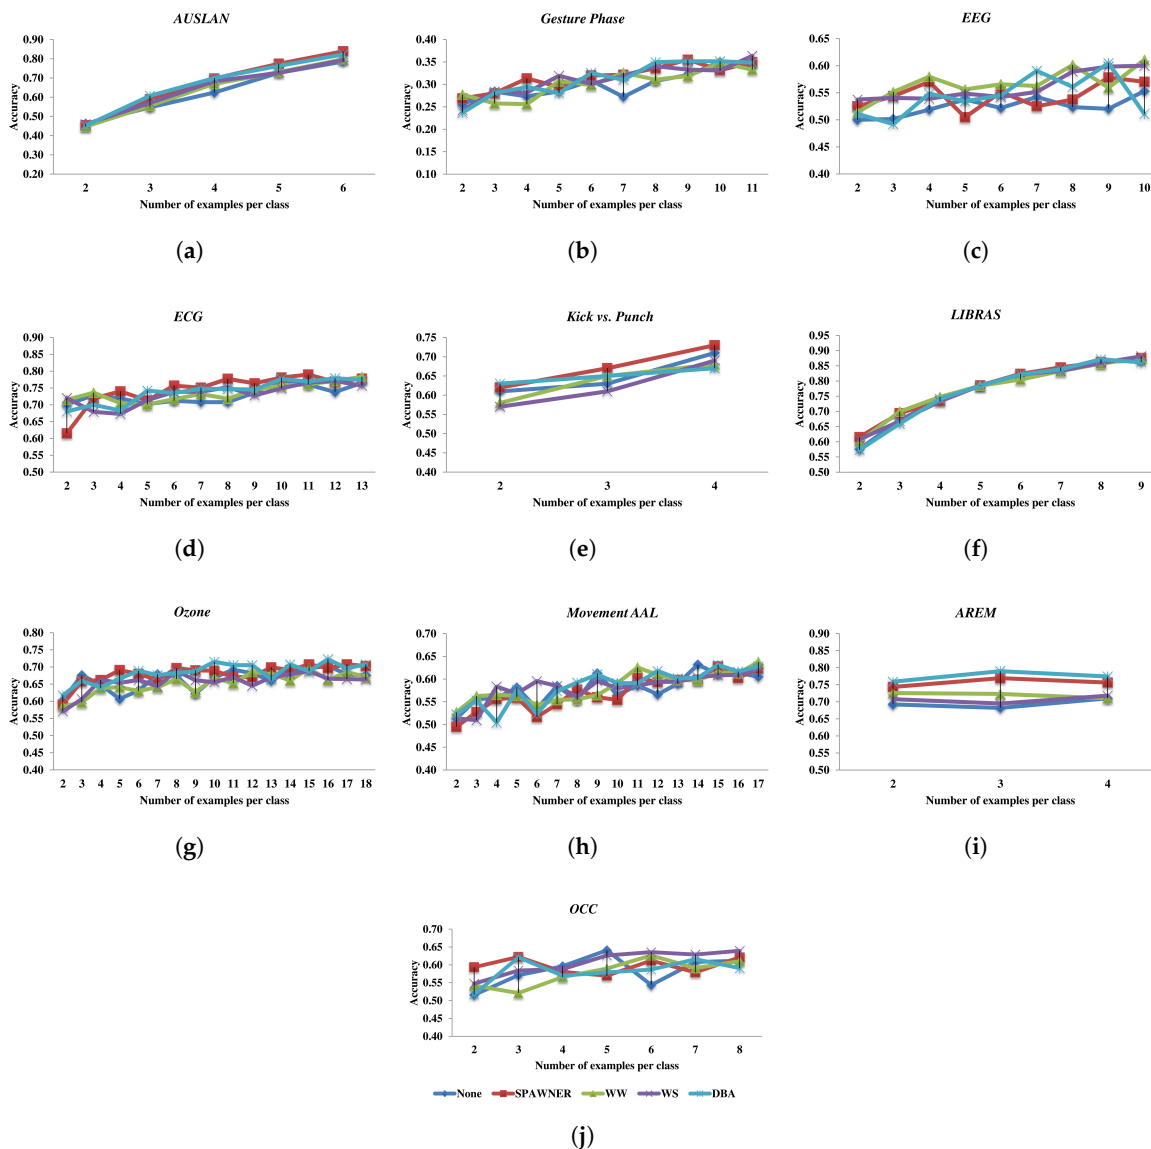 AUSLAN
0.90
0.80
0.70
0.60
0.50
0.40
0.30
0.20
Accuracy
2 3 4 5 6
Number of examples per class
(a)
Gesture Phase
0.40
0.35
0.30
0.25
0.20
0.15
0.10
Accuracy
2 3 4 5 6 7 8 9 10 11
Number of examples per class
(b)
EEG
0.65
0.60
0.55
0.50
0.45
0.40
Accuracy
2 3 4 5 6 7 8 9 10
Number of examples per class
(c)
ECG
0.90
0.85
0.80
0.75
0.70
0.65
0.60
0.55
0.50
Accuracy
2 3 4 5 6 7 8 9 10 11 12 13
Number of examples per class
(d)
Kick vs. Punch
0.75
0.70
0.65
0.60
0.55
0.50
0.45
0.40
Accuracy
2 3 4
Number of examples per class
(e)
LIBRAS
0.95
0.90
0.85
0.80
0.75
0.70
0.65
0.60
0.55
0.50
Accuracy
2 3 4 5 6 7 8 9
Number of examples per class
(f)
Ozone
0.80
0.75
0.70
0.65
0.60
0.55
0.50
0.45
0.40
Accuracy
2 3 4 5 6 7 8 9 10 11 12 13 14 15 16 17 18
Number of examples per class
(g)
Movement AAL
0.70
0.65
0.60
0.55
0.50
0.45
0.40
Accuracy
2 3 4 5 6 7 8 9 10 11 12 13 14 15 16 17
Number of examples per class
(h)
AREM
0.90
0.85
0.80
0.75
0.70
0.65
0.60
0.55
0.50
Accuracy
2 3 4
Number of examples per class
(i)
OCC
0.70
0.65
0.60
0.55
0.50
0.45
0.40
Accuracy
2 3 4 5 6 7 8
Number of examples per class
None SPAWNER WW WS DBA
(j)